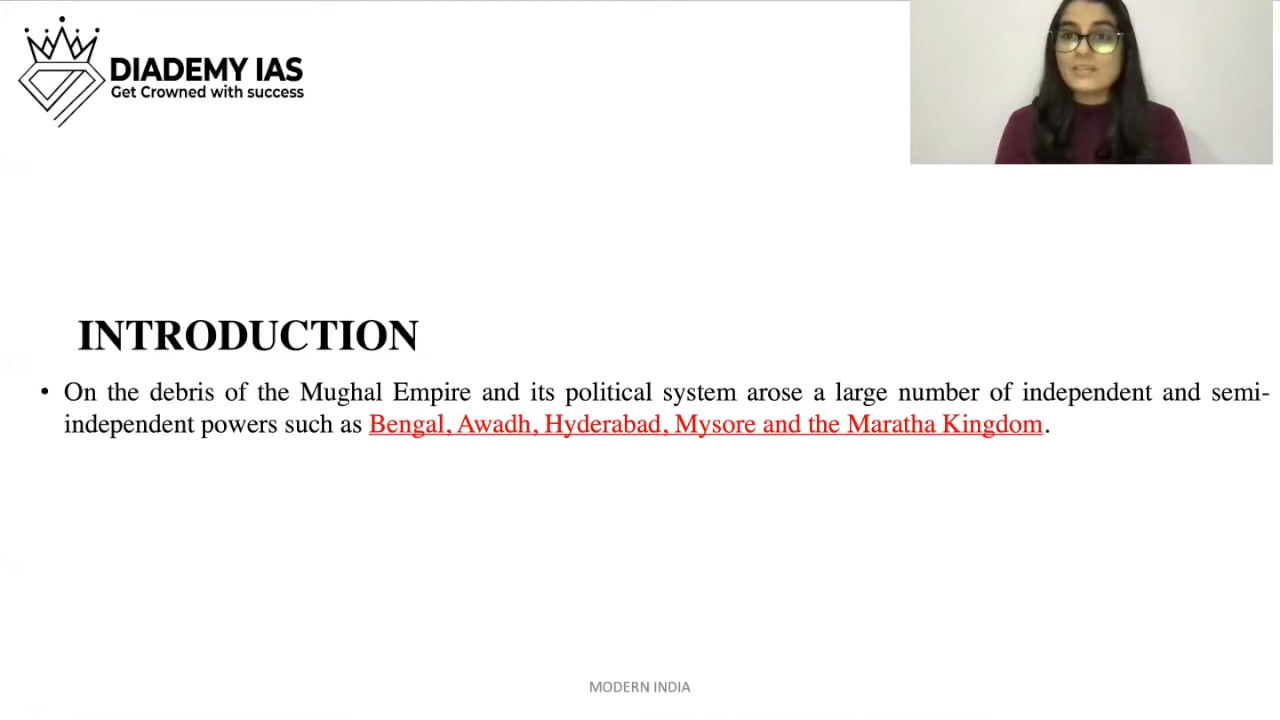 DIADEMY IAS
Get Crowned with success
INTRODUCTION
• On the debris of the Mughal Empire and its political system arose a large number of independent and semi-
independent powers such as Bengal, Awadh, Hyderabad, Mysore and the Maratha Kingdom.
MODERN INDIA